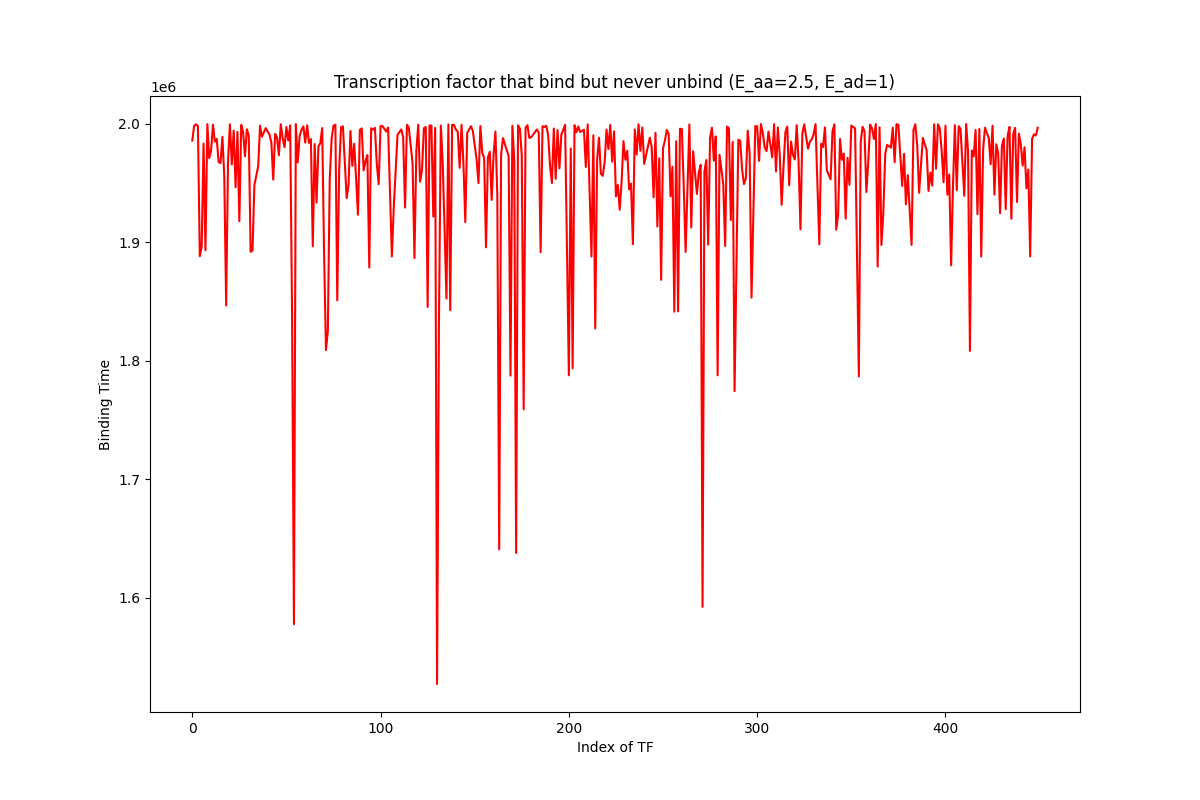 Transcription factor that bind but never unbind (E_aa=2.5, E_ad=1)
1e6
2.0
1.9
1.8
1.7
1.6
Binding Time
0 100 200 300 400
Index of TF